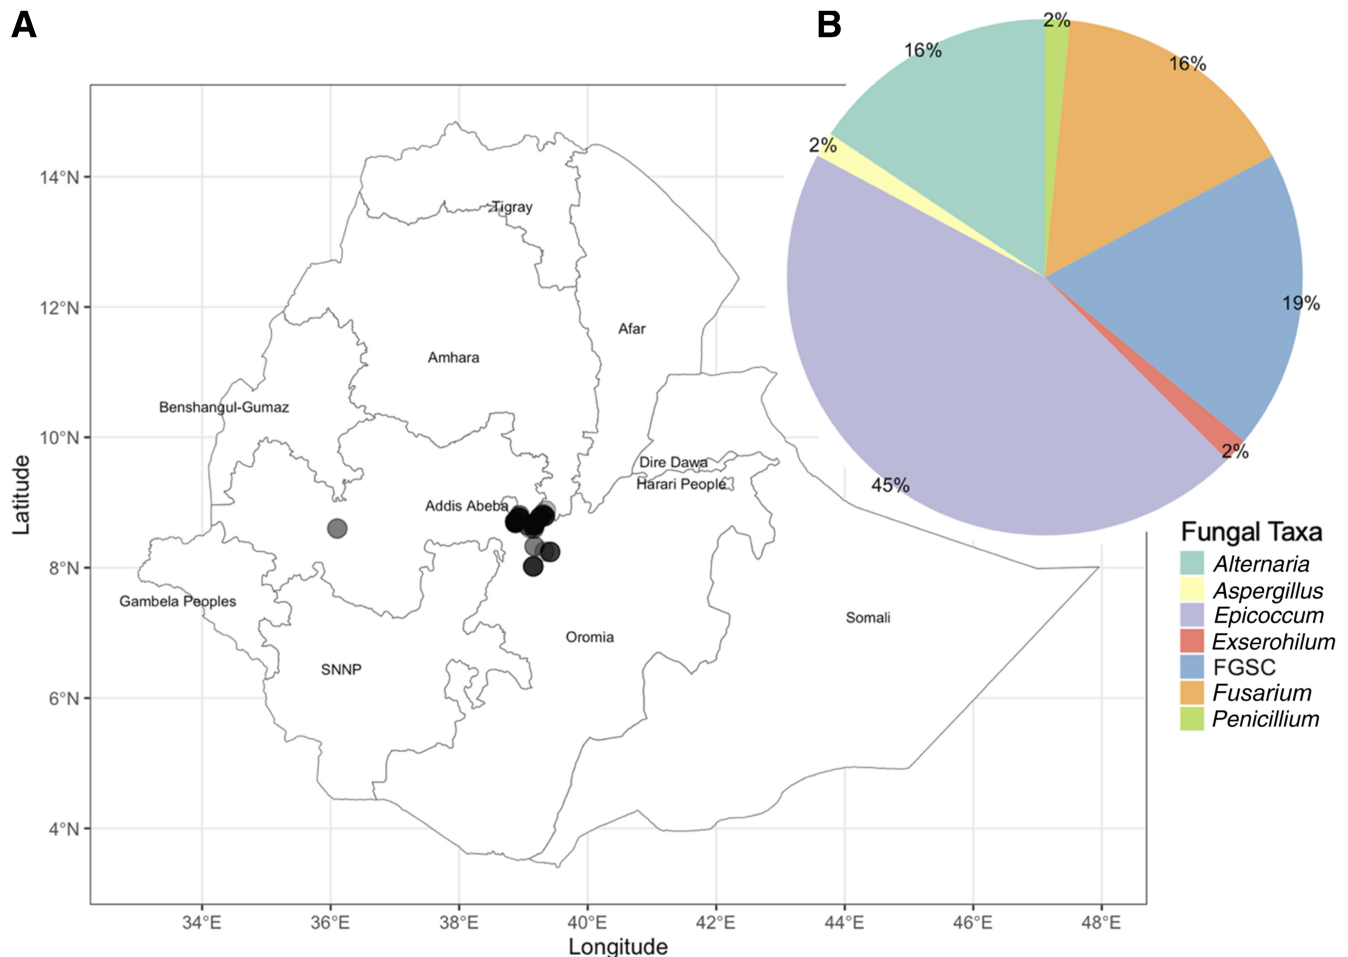 A
B
2%
16%
16%
2%
19%
2%
45%
14°N
12°N
10°N
8°N
6°N
4°N
Latitude
Tigray
Afar
Amhara
Benshangul-Gumaz
Dire Dawa
Harari People
Addis Abeba
Gambela Peoples
Somali
Oromia
SNNP
34°E
36°E
38°E
40°E
42°E
44°E
46°E
48°E
Longitude
Fungal Taxa
Alternaria
Aspergillus
Epicoccum
Exserohilum
FGSC
Fusarium
Penicillium